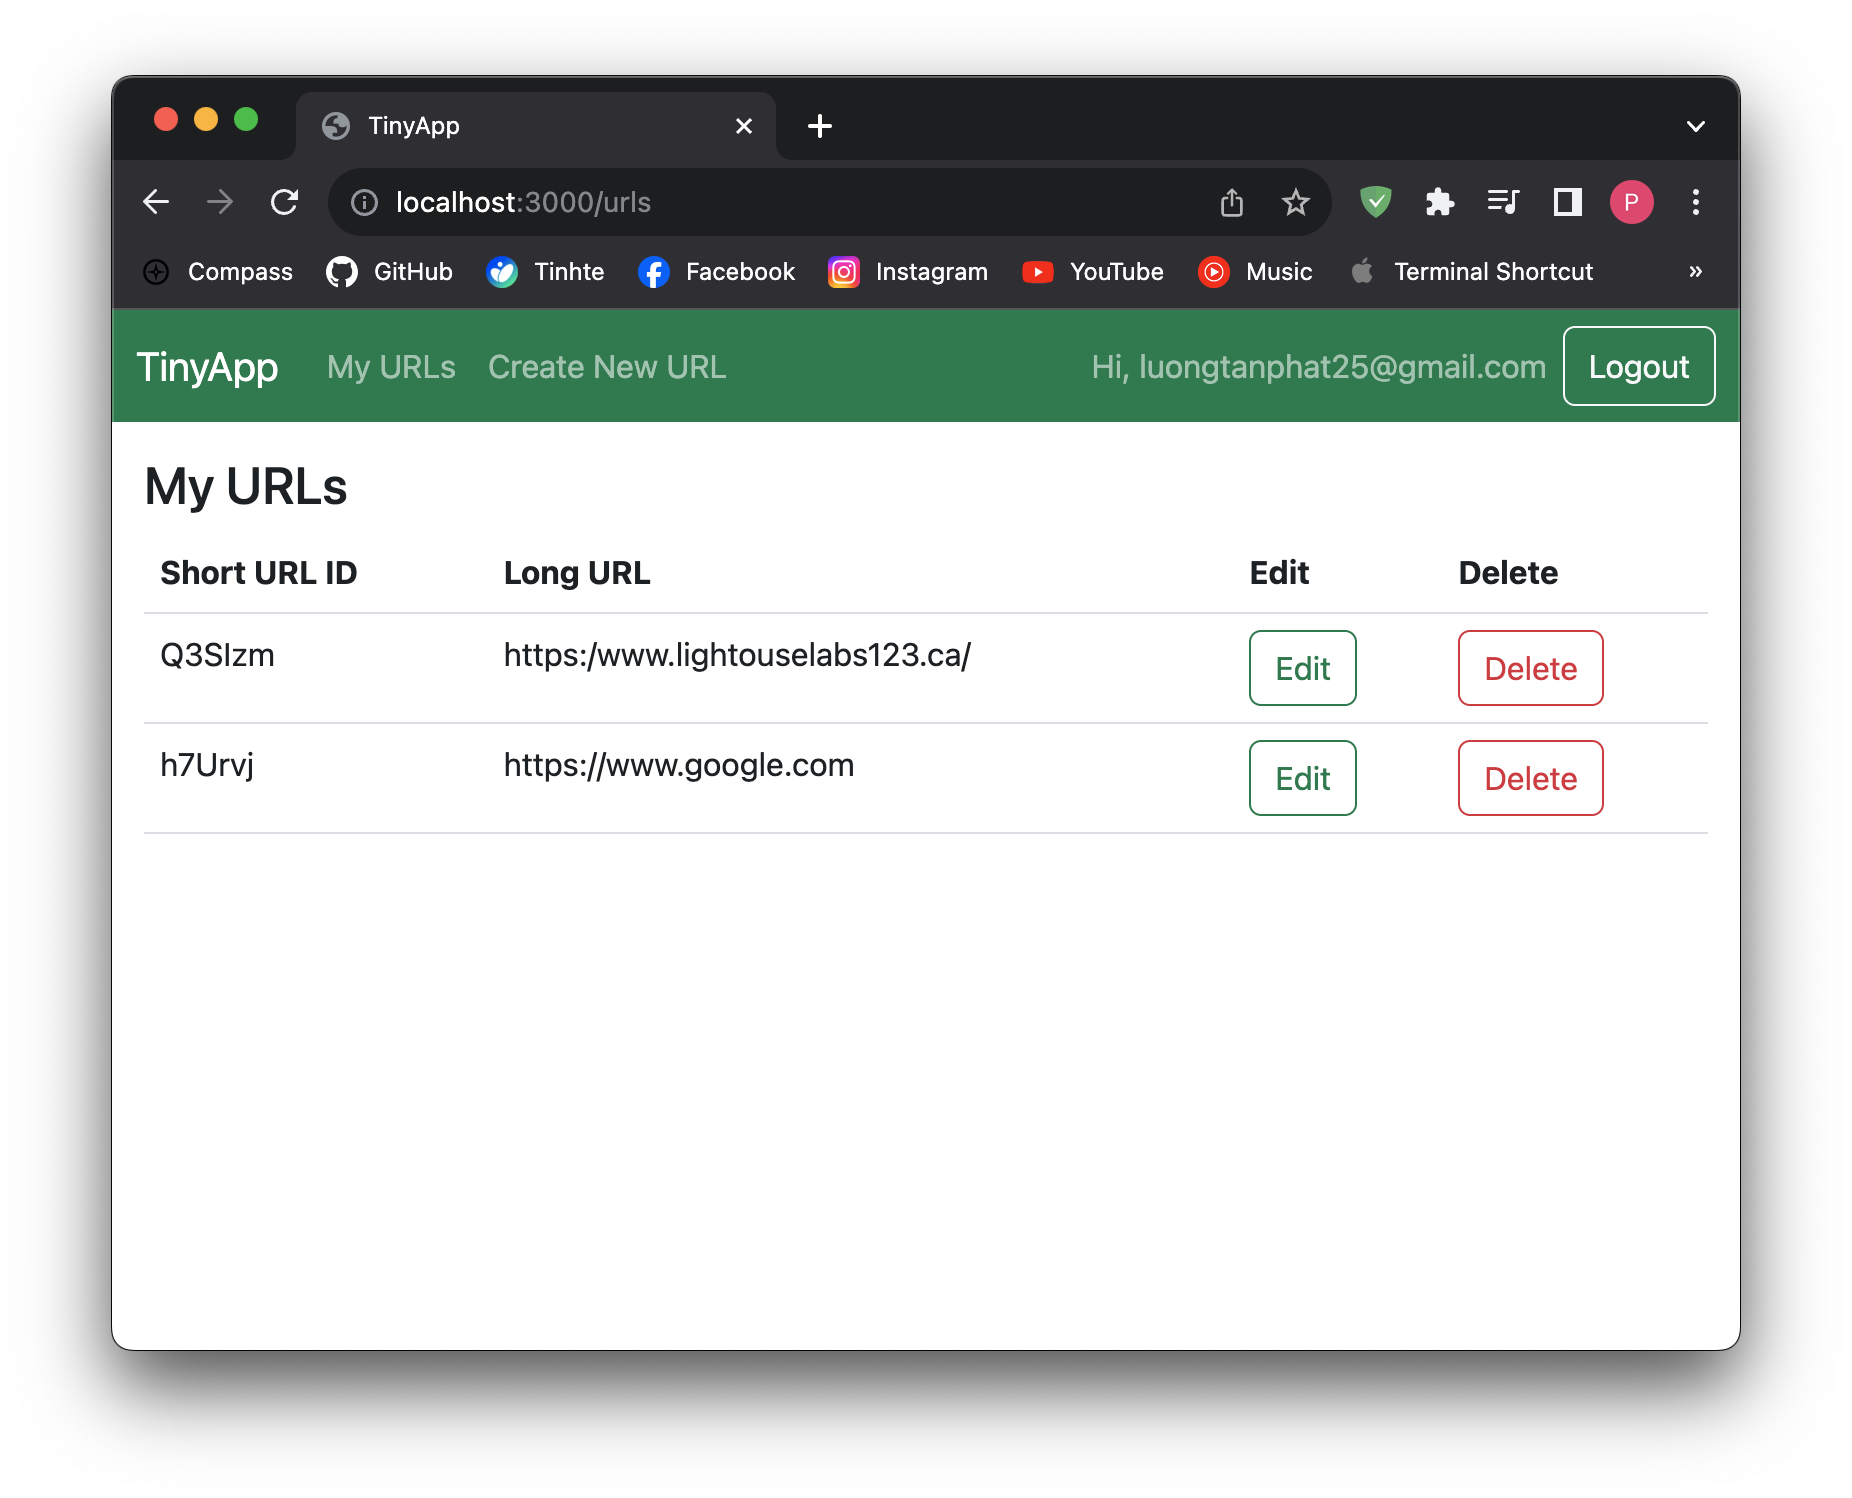 TinyApp
localhost:3000/urls
P
Compass GitHub Tinhte Facebook Instagram YouTube Music Terminal Shortcut »
TinyApp My URLs Create New URL Hi, luongtanphat25@gmail.com Logout
My URLs
Short URL ID Long URL Edit Delete
Q3SIzm https:/www.lightouselabs123.ca/ Edit Delete
h7Urvj https://www.google.com Edit Delete